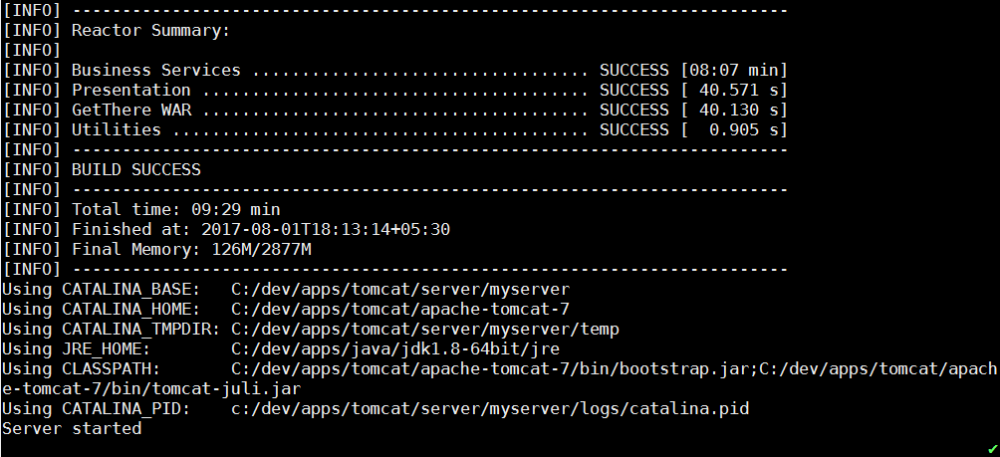 [INFO] ------------------------------------------------------------------------
[INFO] Reactor Summary:
[INFO]
[INFO] Business Services .................................. SUCCESS [08:07 min]
[INFO] Presentation ....................................... SUCCESS [ 40.571 s]
[INFO] GetThere WAR ....................................... SUCCESS [ 40.130 s]
[INFO] Utilities .......................................... SUCCESS [  0.905 s]
[INFO] ------------------------------------------------------------------------
[INFO] BUILD SUCCESS
[INFO] ------------------------------------------------------------------------
[INFO] Total time: 09:29 min
[INFO] Finished at: 2017-08-01T18:13:14+05:30
[INFO] Final Memory: 126M/2877M
[INFO] ------------------------------------------------------------------------
Using CATALINA_BASE:   C:/dev/apps/tomcat/server/myserver
Using CATALINA_HOME:   C:/dev/apps/tomcat/apache-tomcat-7
Using CATALINA_TMPDIR: C:/dev/apps/tomcat/server/myserver/temp
Using JRE_HOME:        C:/dev/apps/java/jdk1.8-64bit/jre
Using CLASSPATH:       C:/dev/apps/tomcat/apache-tomcat-7/bin/bootstrap.jar;C:/dev/apps/tomcat/apach
e-tomcat-7/bin/tomcat-juli.jar
Using CATALINA_PID:    c:/dev/apps/tomcat/server/myserver/logs/catalina.pid
Server started
✔